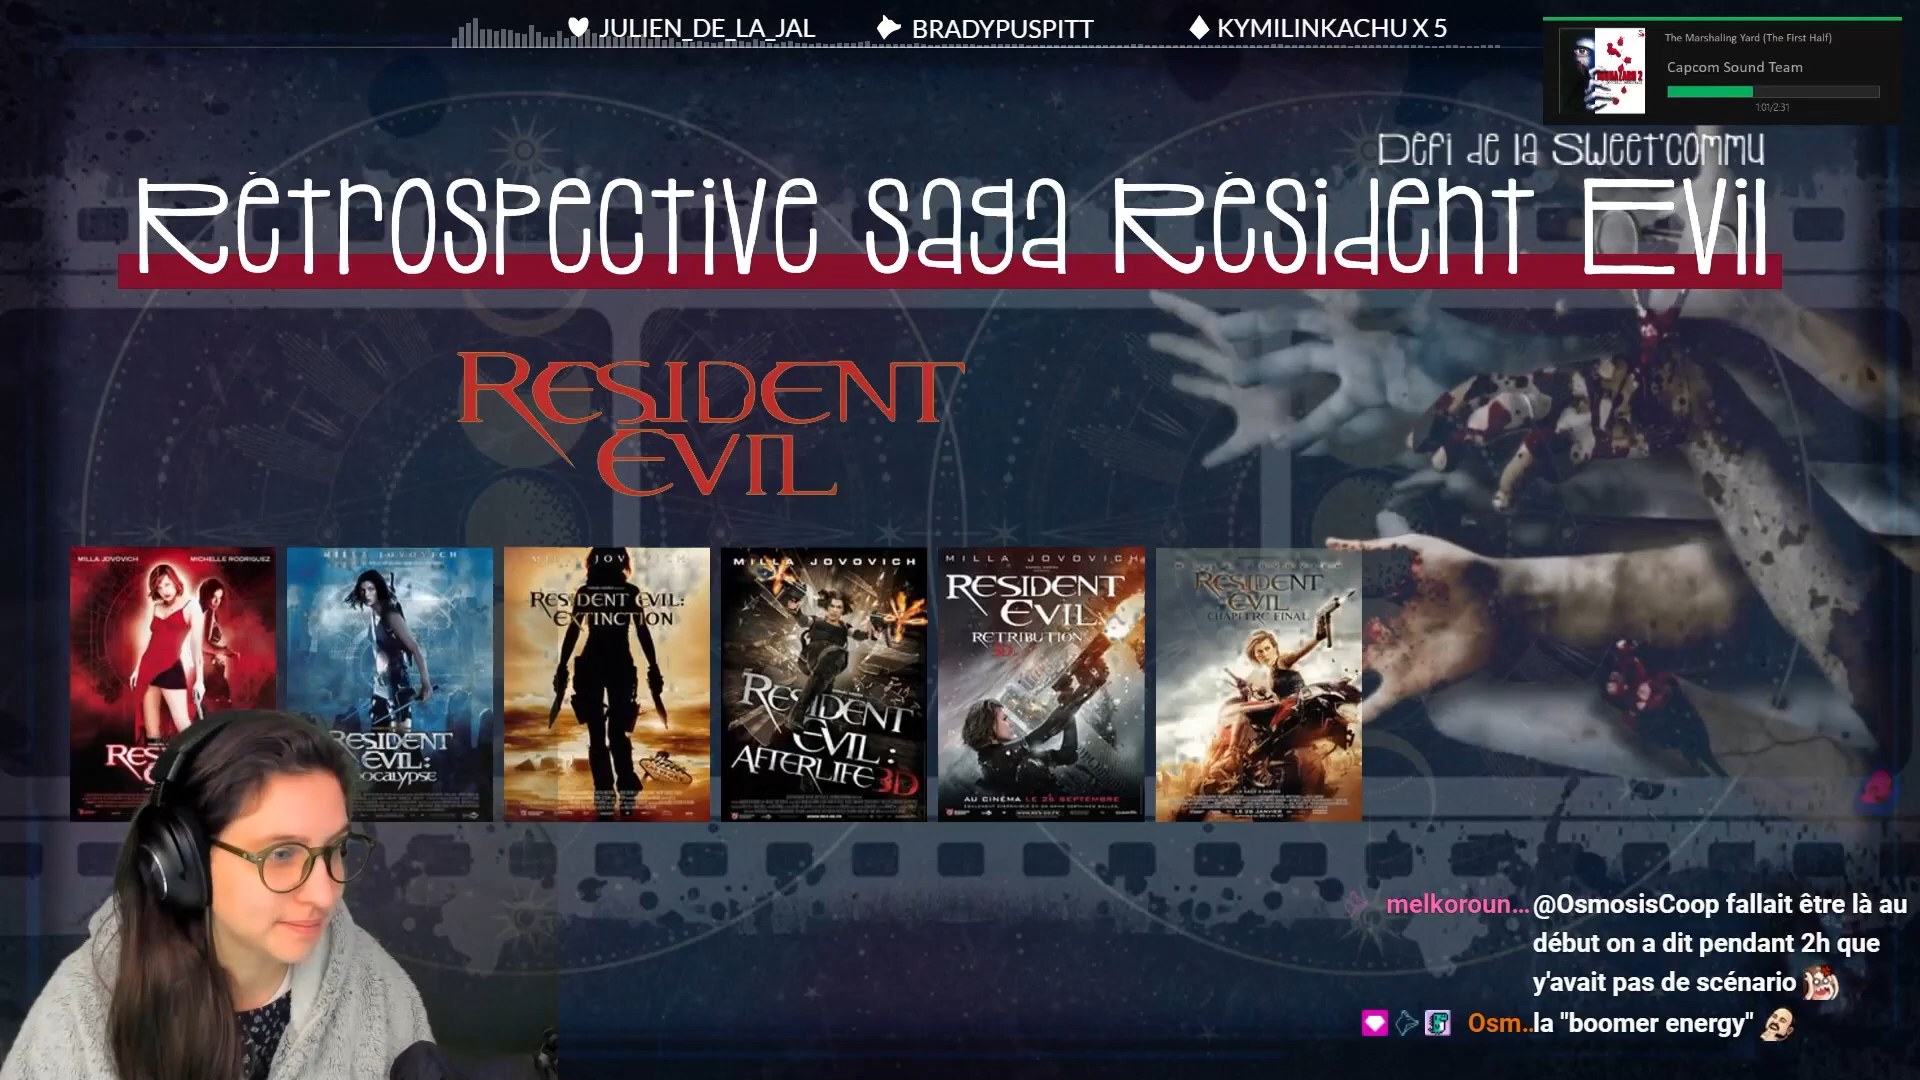 JULIEN_DE_LA_JAL
BRADYPUSPITT
KYMILINKACHU X 5
The Marshaling Yard (The First Half)
Capcom Sound Team
1:01/2:31
Défi de la Sweet'commu
Rétrospective saga Résident Evil
RESIDENT
EVIL
MILLA JOVOVICH MICHELLE RODRIGUEZ
MILLA JOVOVICH
RESIDENT
EVIL:
RESIDENT EVIL:
EXTINCTION
MILLA JOVOVICH
RESIDENT
EVIL:
AFTERLIFE 3D
MILLA JOVOVICH
RESIDENT
EVIL
RETRIBUTION
3D
AU CINÉMA LE 26 SEPTEMBRE
RESIDENT
EVIL
CHAPITRE FINAL
melkoroun... @OsmosisCoop fallait être là au
début on a dit pendant 2h que
y'avait pas de scénario
Osm.. la "boomer energy"